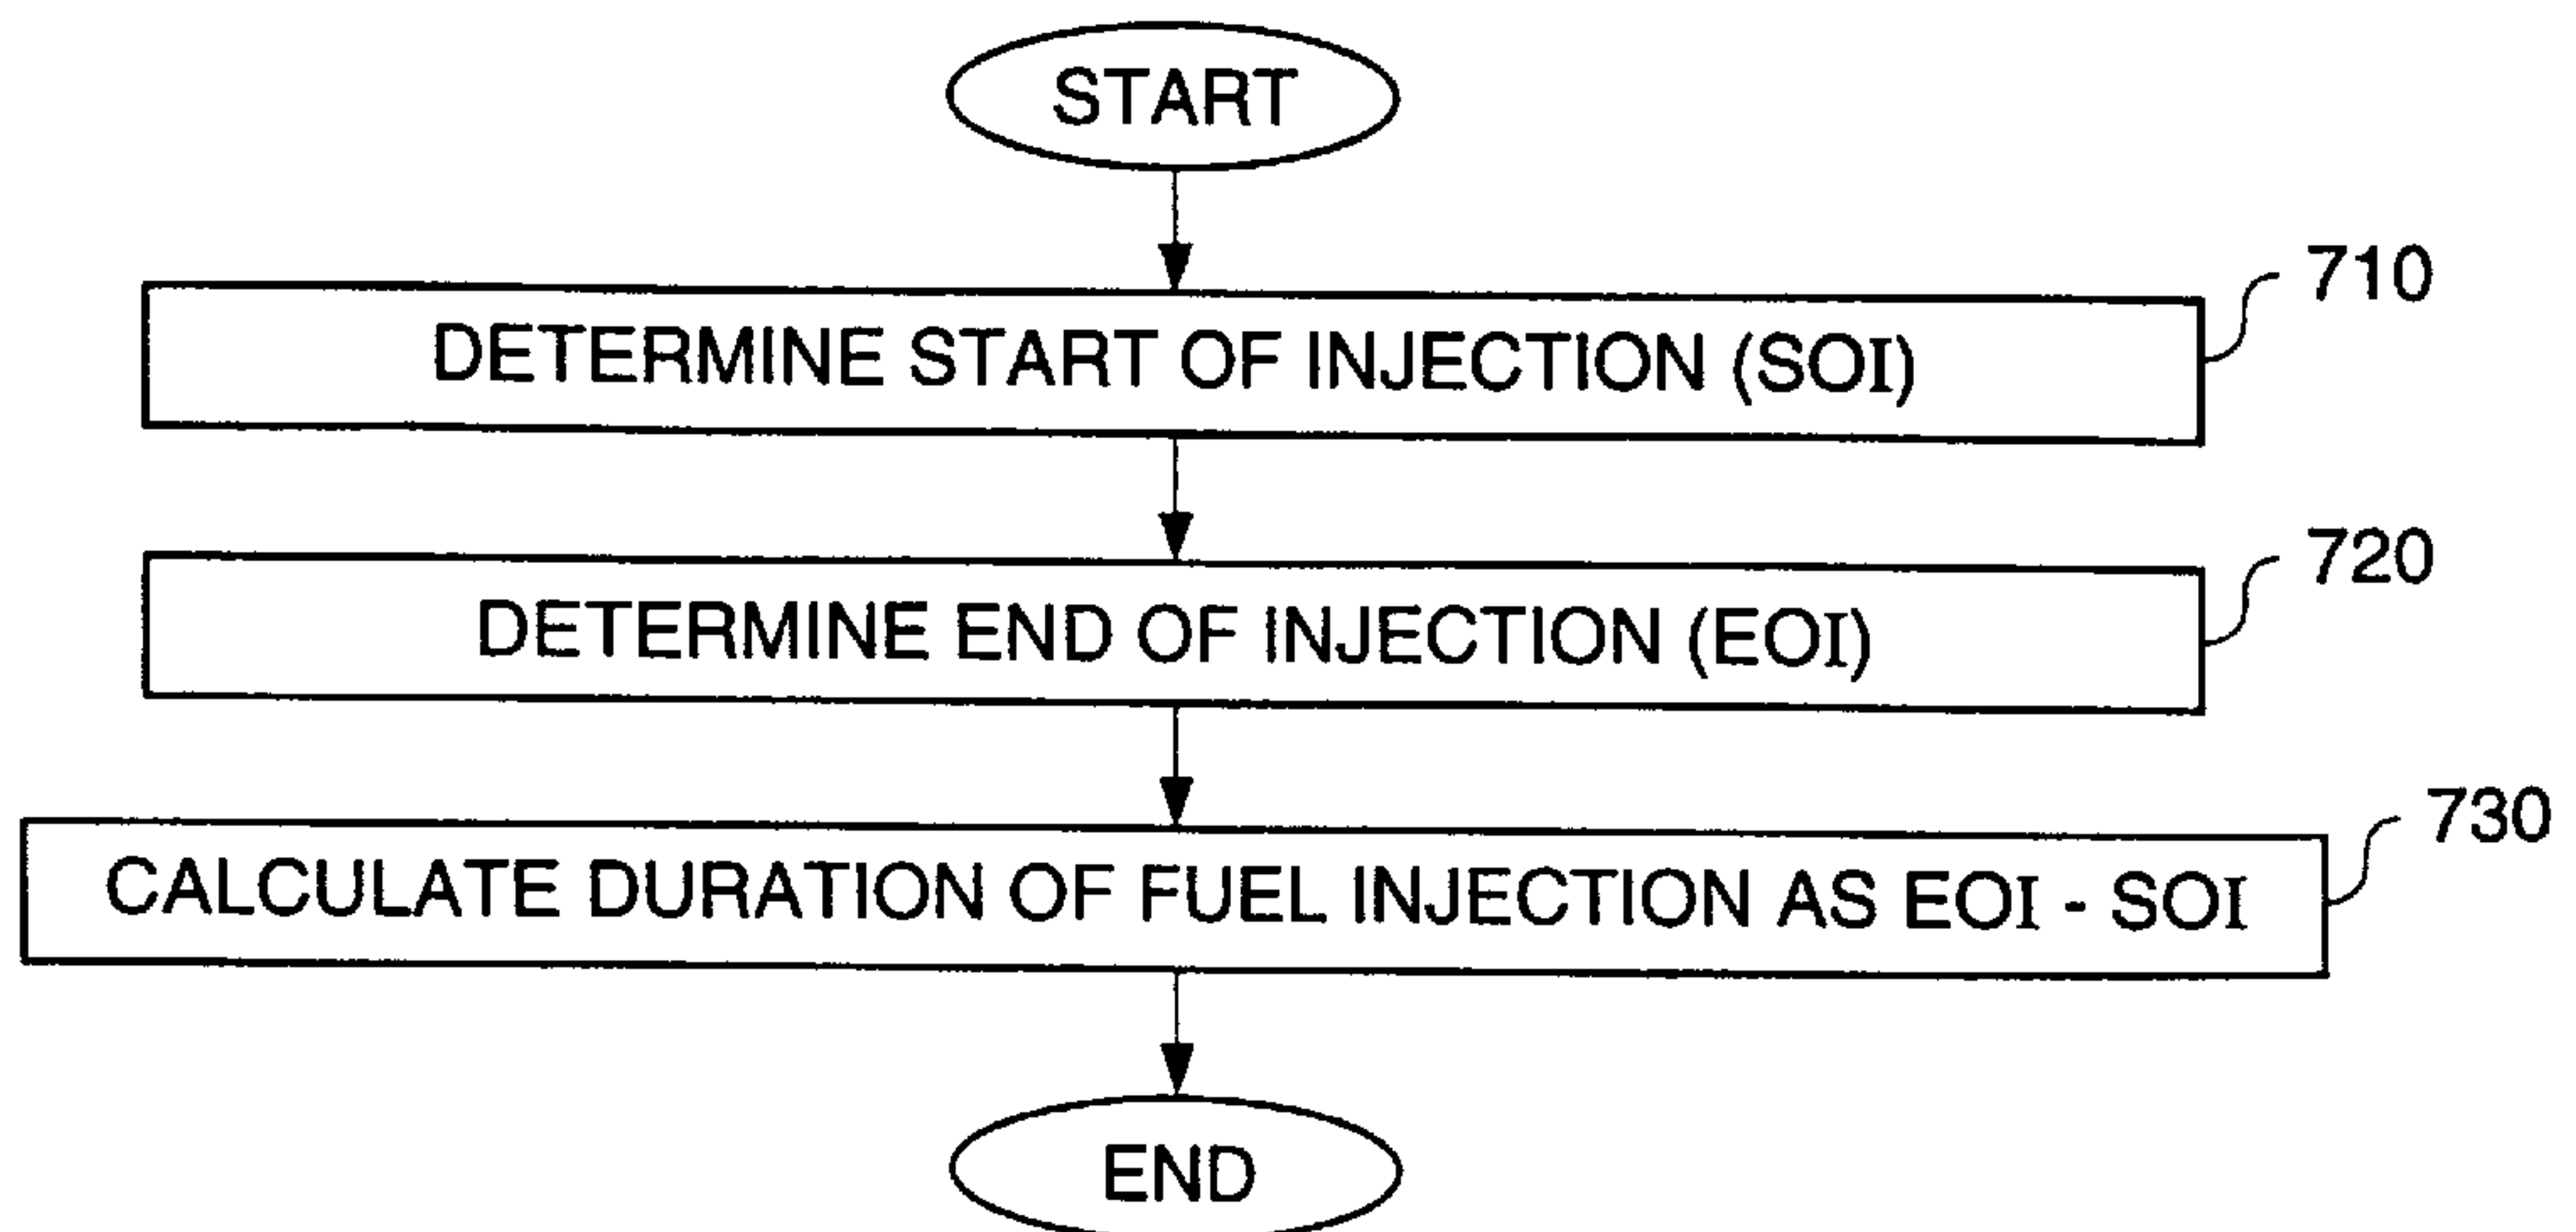 START
DETERMINE START OF INJECTION (SOI)
710
DETERMINE END OF INJECTION (EOI)
720
CALCULATE DURATION OF FUEL INJECTION AS EOI - SOI
730
END